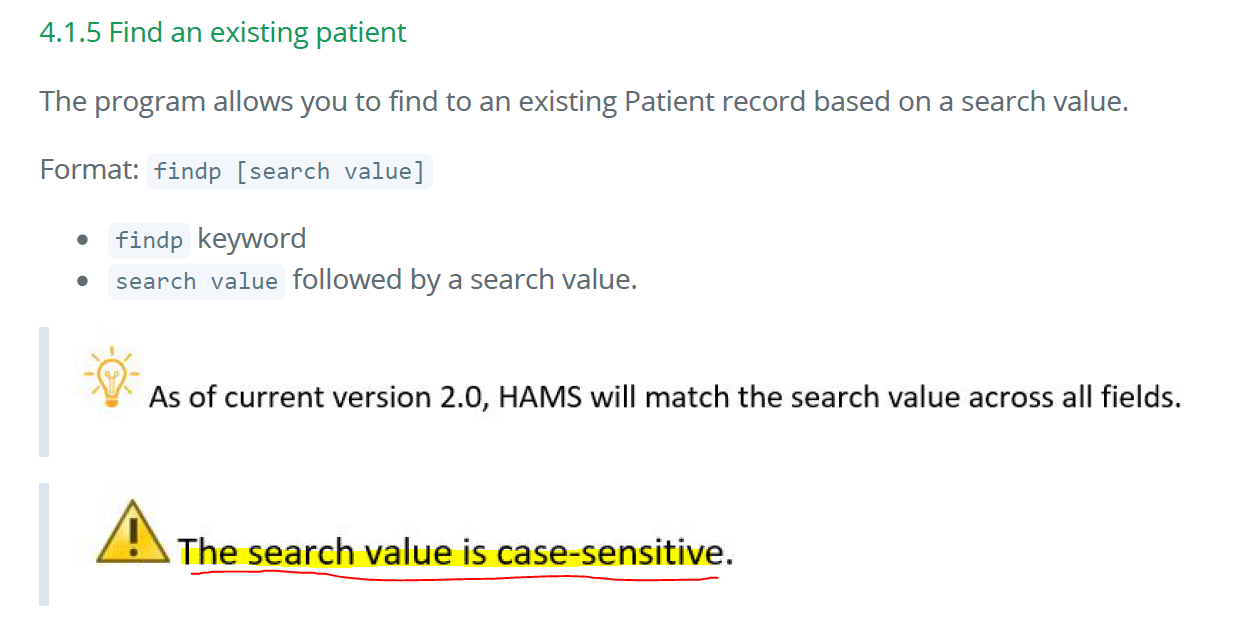 4.1.5 Find an existing patient
The program allows you to find to an existing Patient record based on a search value.
Format: findp [search value]
findp keyword
search value followed by a search value.
As of current version 2.0, HAMS will match the search value across all fields.
The search value is case-sensitive.